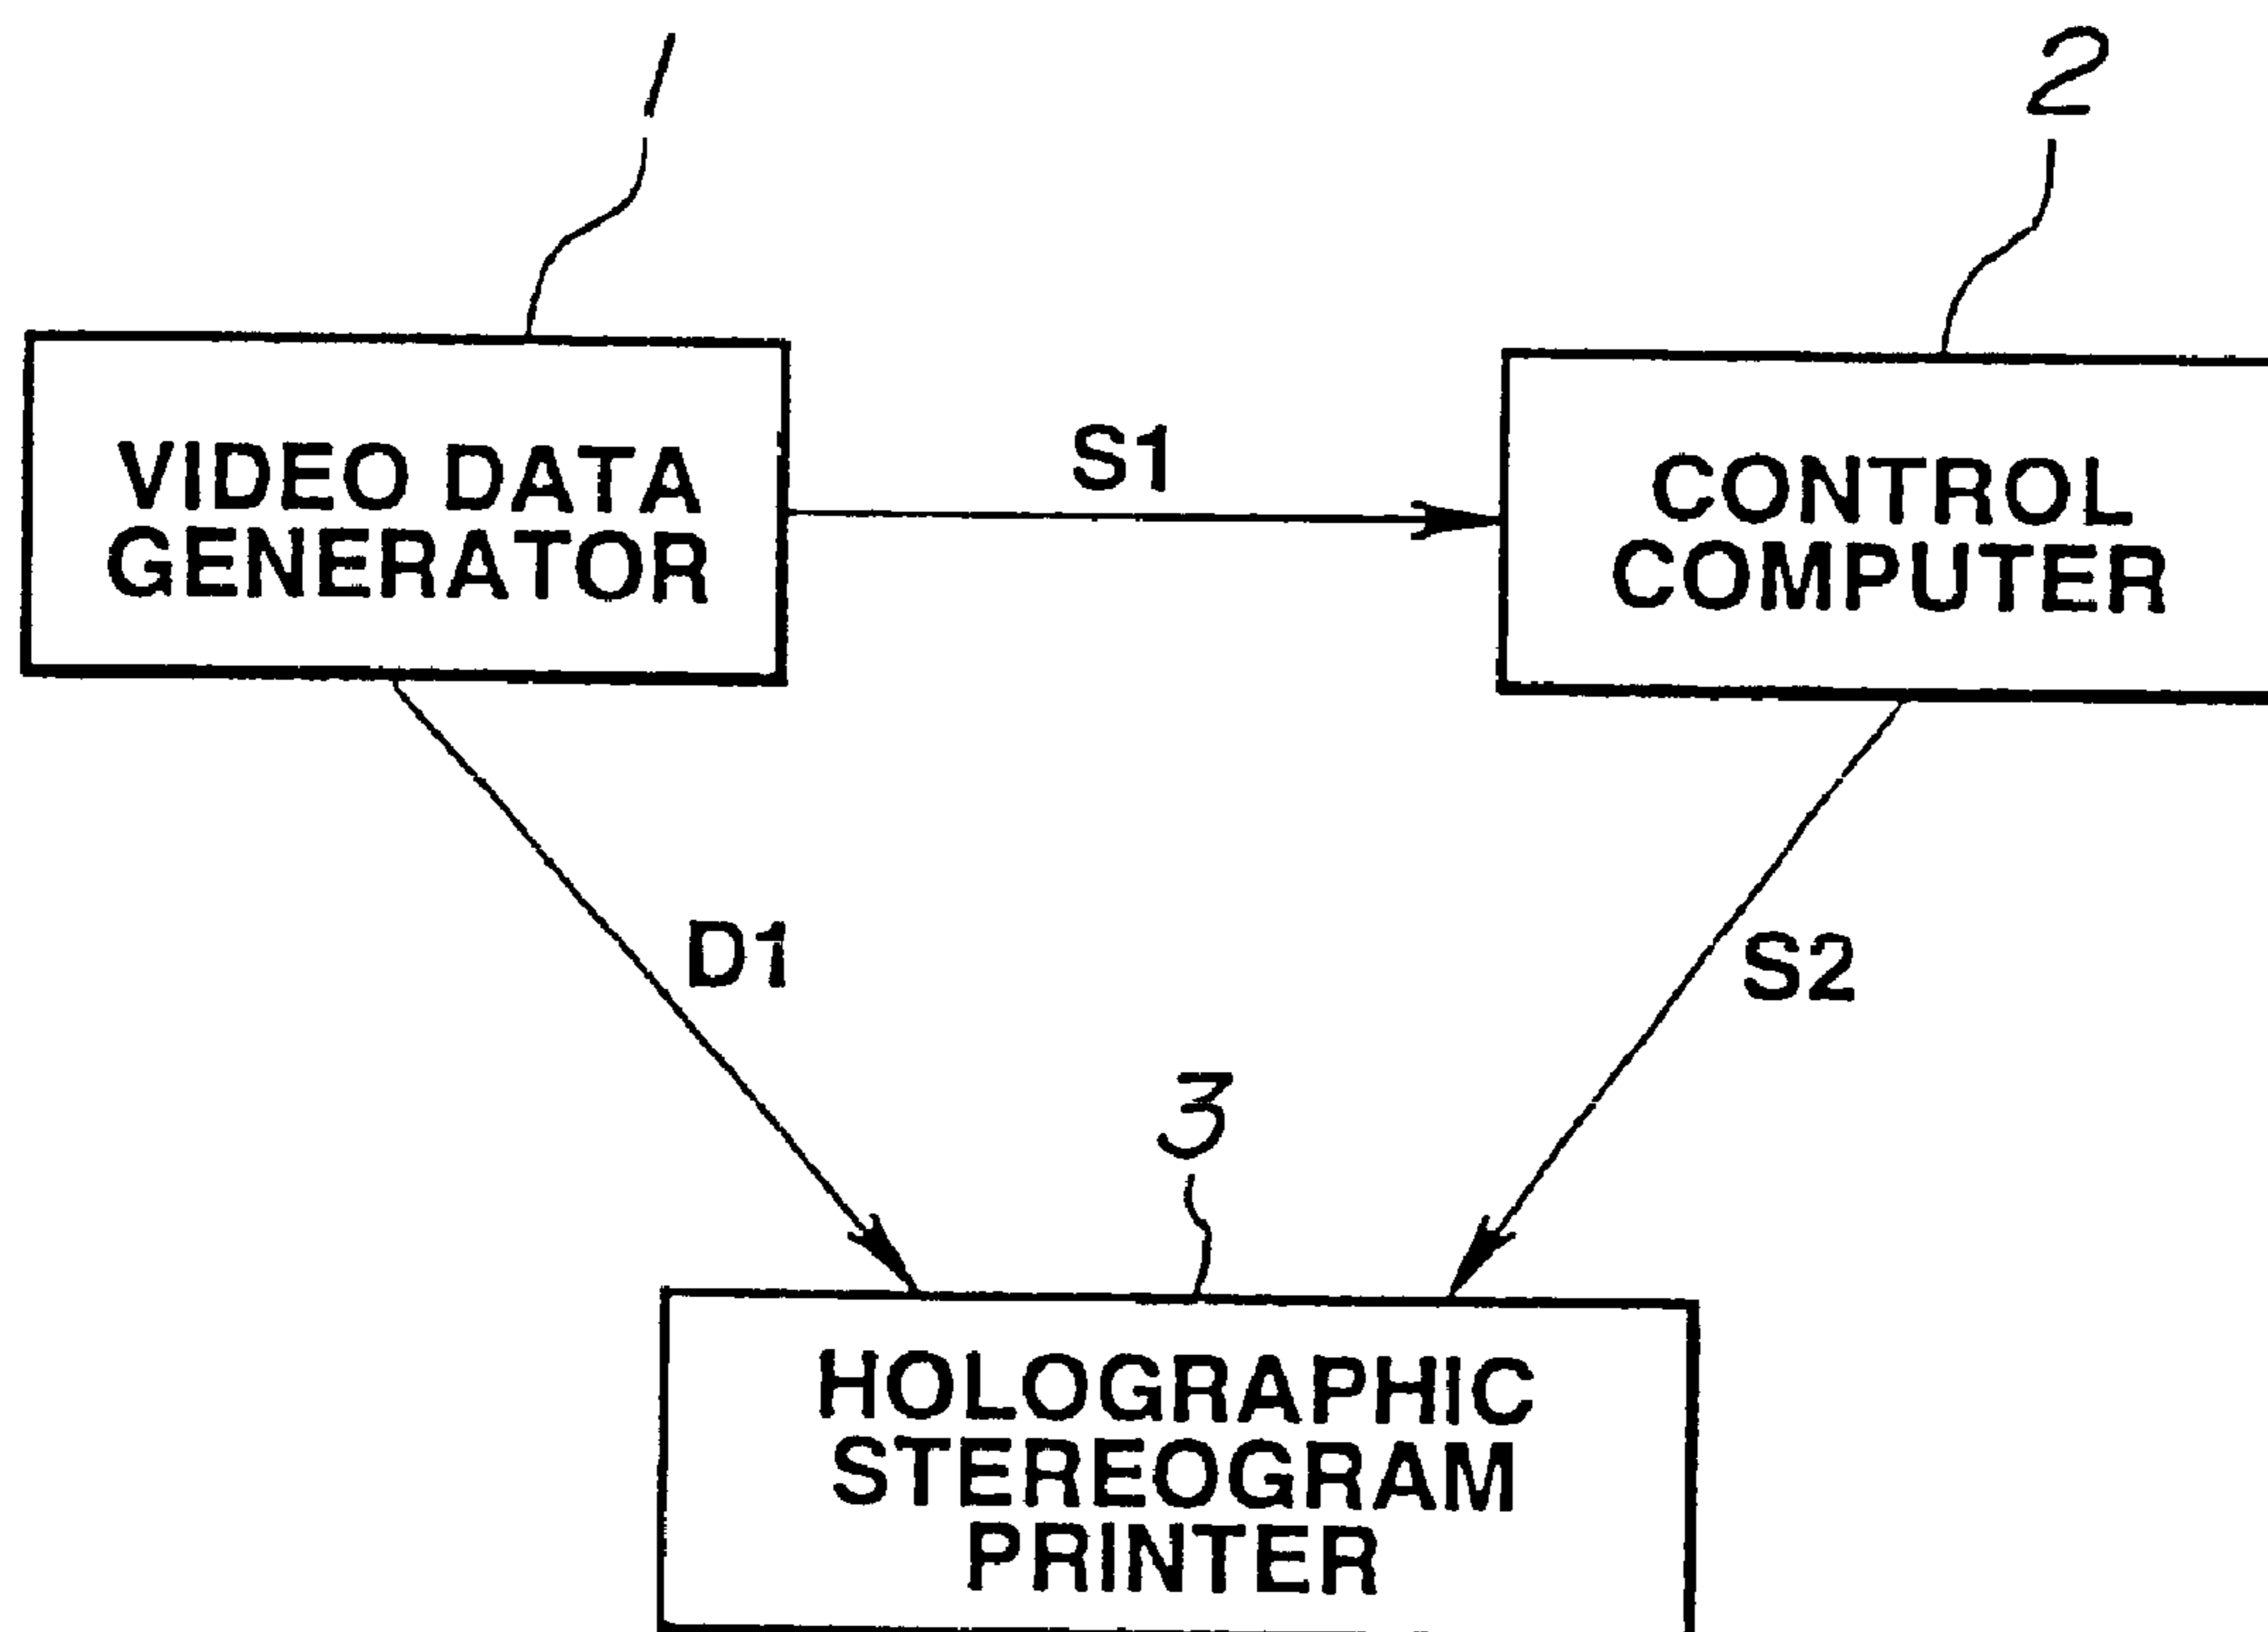 1
2
VIDEO DATA
GENERATOR
S1
CONTROL
COMPUTER
D1
S2
3
HOLOGRAPHIC
STEREOGRAM
PRINTER